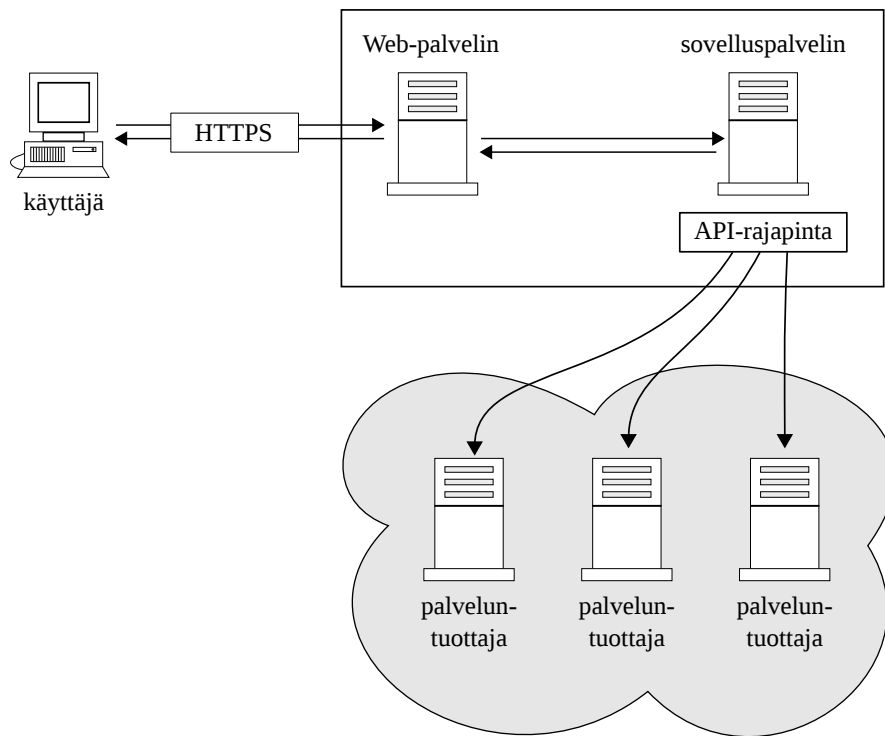 Web-palvelin
sovelluspalvelin
HTTPS
käyttäjä
API-rajapinta
palvelun-
tuottaja
palvelun-
tuottaja
palvelun-
tuottaja